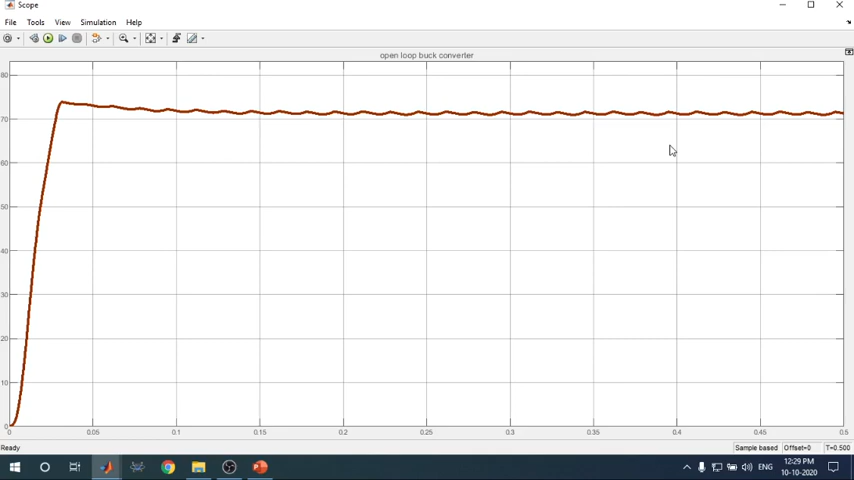 Scope
File Tools View Simulation Help
open loop buck converter
80
70
60
50
40
30
20
10
0
0 0.05 0.1 0.15 0.2 0.25 0.3 0.35 0.4 0.45 0.5
Ready Sample based Offset=0 T=0.500
ENG 12:29 PM
10-10-2020